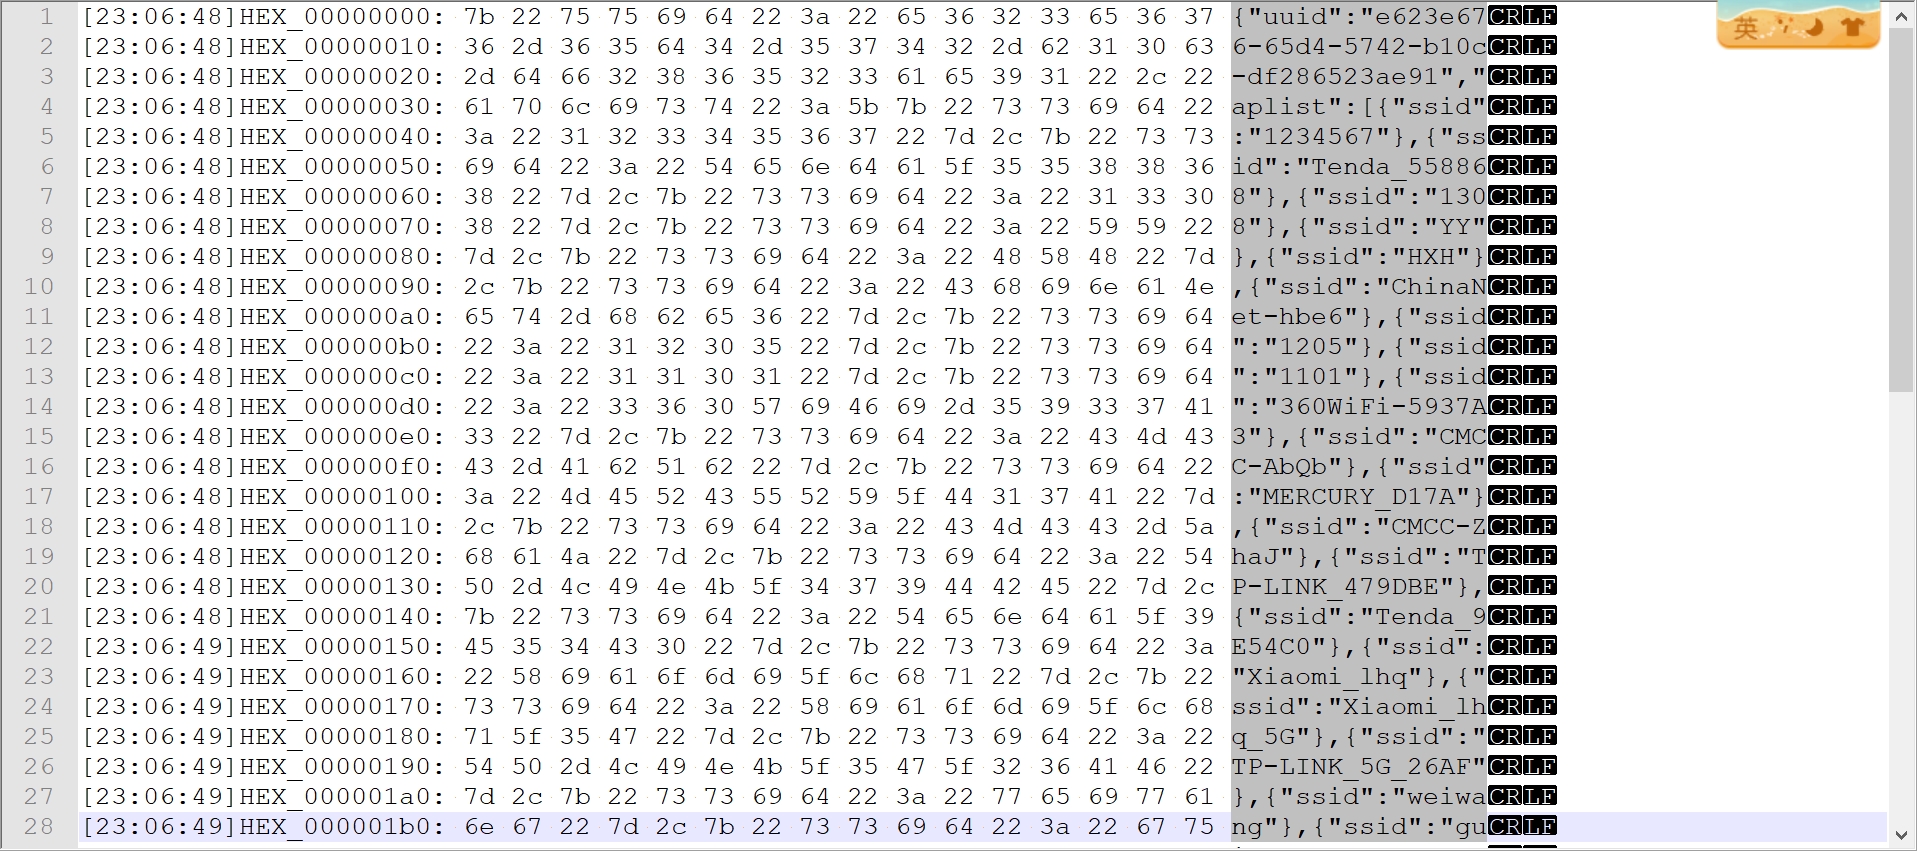 1 [23:06:48]HEX_00000000: 7b 22 75 75 69 64 22 3a 22 65 36 32 33 65 36 37 {"uuid":"e623e67CRLF
2 [23:06:48]HEX_00000010: 36 2d 36 35 64 34 2d 35 37 34 32 2d 62 31 30 63 6-65d4-5742-b10cCRLF
3 [23:06:48]HEX_00000020: 2d 64 66 32 38 36 35 32 33 61 65 39 31 22 2c 22 -df286523ae91","CRLF
4 [23:06:48]HEX_00000030: 61 70 6c 69 73 74 22 3a 5b 7b 22 73 73 69 64 22 aplist":[{"ssid"CRLF
5 [23:06:48]HEX_00000040: 3a 22 31 32 33 34 35 36 37 22 7d 2c 7b 22 73 73 :"1234567"},{"ssCRLF
6 [23:06:48]HEX_00000050: 69 64 22 3a 22 54 65 6e 64 61 5f 35 35 38 38 36 id":"Tenda_55886CRLF
7 [23:06:48]HEX_00000060: 38 22 7d 2c 7b 22 73 73 69 64 22 3a 22 31 33 30 8"},{"ssid":"130CRLF
8 [23:06:48]HEX_00000070: 38 22 7d 2c 7b 22 73 73 69 64 22 3a 22 59 59 22 8"},{"ssid":"YY"CRLF
9 [23:06:48]HEX_00000080: 7d 2c 7b 22 73 73 69 64 22 3a 22 48 58 48 22 7d },{"ssid":"HXH"}CRLF
10 [23:06:48]HEX_00000090: 2c 7b 22 73 73 69 64 22 3a 22 43 68 69 6e 61 4e ,{"ssid":"ChinaNCRLF
11 [23:06:48]HEX_000000a0: 65 74 2d 68 62 65 36 22 7d 2c 7b 22 73 73 69 64 et-hbe6"},{"ssidCRLF
12 [23:06:48]HEX_000000b0: 22 3a 22 31 32 30 35 22 7d 2c 7b 22 73 73 69 64 ":"1205"},{"ssidCRLF
13 [23:06:48]HEX_000000c0: 22 3a 22 31 31 30 31 22 7d 2c 7b 22 73 73 69 64 ":"1101"},{"ssidCRLF
14 [23:06:48]HEX_000000d0: 22 3a 22 33 36 30 57 69 46 69 2d 35 39 33 37 41 ":"360WiFi-5937ACRLF
15 [23:06:48]HEX_000000e0: 33 22 7d 2c 7b 22 73 73 69 64 22 3a 22 43 4d 43 3"},{"ssid":"CMCCRLF
16 [23:06:48]HEX_000000f0: 43 2d 41 62 51 62 22 7d 2c 7b 22 73 73 69 64 22 C-AbQb"},{"ssid"CRLF
17 [23:06:48]HEX_00000100: 3a 22 4d 45 52 43 55 52 59 5f 44 31 37 41 22 7d :"MERCURY_D17A"}CRLF
18 [23:06:48]HEX_00000110: 2c 7b 22 73 73 69 64 22 3a 22 43 4d 43 43 2d 5a ,{"ssid":"CMCC-ZCRLF
19 [23:06:48]HEX_00000120: 68 61 4a 22 7d 2c 7b 22 73 73 69 64 22 3a 22 54 haJ"},{"ssid":"TCRLF
20 [23:06:48]HEX_00000130: 50 2d 4c 49 4e 4b 5f 34 37 39 44 42 45 22 7d 2c P-LINK_479DBE"},CRLF
21 [23:06:48]HEX_00000140: 7b 22 73 73 69 64 22 3a 22 54 65 6e 64 61 5f 39 {"ssid":"Tenda_9CRLF
22 [23:06:49]HEX_00000150: 45 35 34 43 30 22 7d 2c 7b 22 73 73 69 64 22 3a E54C0"},{"ssid":CRLF
23 [23:06:49]HEX_00000160: 22 58 69 61 6f 6d 69 5f 6c 68 71 22 7d 2c 7b 22 "Xiaomi_lhq"},{"CRLF
24 [23:06:49]HEX_00000170: 73 73 69 64 22 3a 22 58 69 61 6f 6d 69 5f 6c 68 ssid":"Xiaomi_lhCRLF
25 [23:06:49]HEX_00000180: 71 5f 35 47 22 7d 2c 7b 22 73 73 69 64 22 3a 22 q_5G"},{"ssid":"CRLF
26 [23:06:49]HEX_00000190: 54 50 2d 4c 49 4e 4b 5f 35 47 5f 32 36 41 46 22 TP-LINK_5G_26AF"CRLF
27 [23:06:49]HEX_000001a0: 7d 2c 7b 22 73 73 69 64 22 3a 22 77 65 69 77 61 },{"ssid":"weiwaCRLF
28 [23:06:49]HEX_000001b0: 6e 67 22 7d 2c 7b 22 73 73 69 64 22 3a 22 67 75 ng"},{"ssid":"guCRLF
英